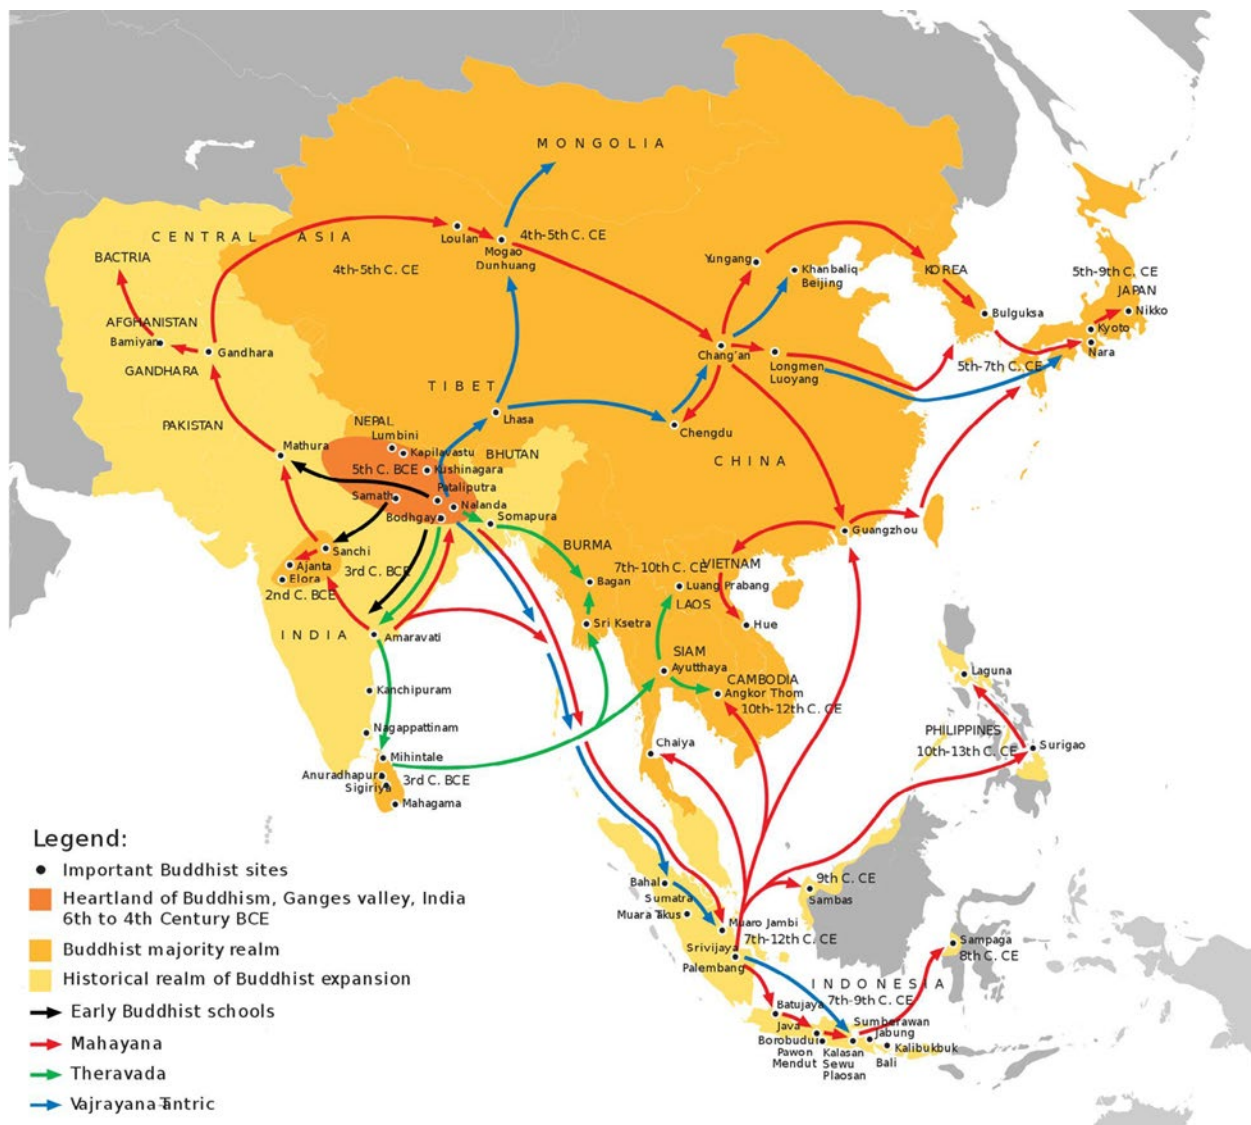 MONGOLIA
CENTRAL ASIA
BACTRIA
4th-5th C. CE
Loulan
Mogao
Dunhuang
4th-5th C. CE
Yungang
Khanbaliq
Beijing
KOREA
5th-9th C. CE
JAPAN
Nikko
Bulguksa
Kyoto
Nara
5th-7th C. CE
AFGHANISTAN
Bamiyan
Gandhara
GANDHARA
Chang'an
Longmen
Luoyang
TIBET
Lhasa
Chengdu
PAKISTAN
Mathura
NEPAL
Lumbini
Kapilavastu
5th C. BCE
Kushinagara
BHUTAN
CHINA
Pataliputra
Sarnath
Nalanda
Bodhgaya
Somapura
Guangzhou
Sanchi
Ajanta
3rd C. BCE
Elora
2nd C. BCE
BURMA
7th-10th C. CE
VIETNAM
Bagan
Luang Prabang
LAOS
INDIA
Amaravati
Sri Ksetra
Hue
SIAM
Ayutthaya
CAMBODIA
Angkor Thom
10th-12th C. CE
Laguna
Kanchipuram
Nagappattinam
PHILIPPINES
10th-13th C. CE
Surigao
Chaiya
Mihintale
Anuradhapura
3rd C. BCE
Sigiriya
Mahagama
Bahal
Sumatra
Muara Takus
9th C. CE
Sambas
Muaro Jambi
7th-12th C. CE
Srivijaya
Palembang
Sampaga
8th C. CE
INDONESIA
7th-9th C. CE
Batujaya
Java
Sumberawan
Jabung
Borobudur
Pawon
Mendut
Kalasan
Sewu
Plaosan
Kalibukbuk
Bali
Legend:
Important Buddhist sites
Heartland of Buddhism, Ganges valley, India
6th to 4th Century BCE
Buddhist majority realm
Historical realm of Buddhist expansion
Early Buddhist schools
Mahayana
Theravada
Vajrayana-Tantric